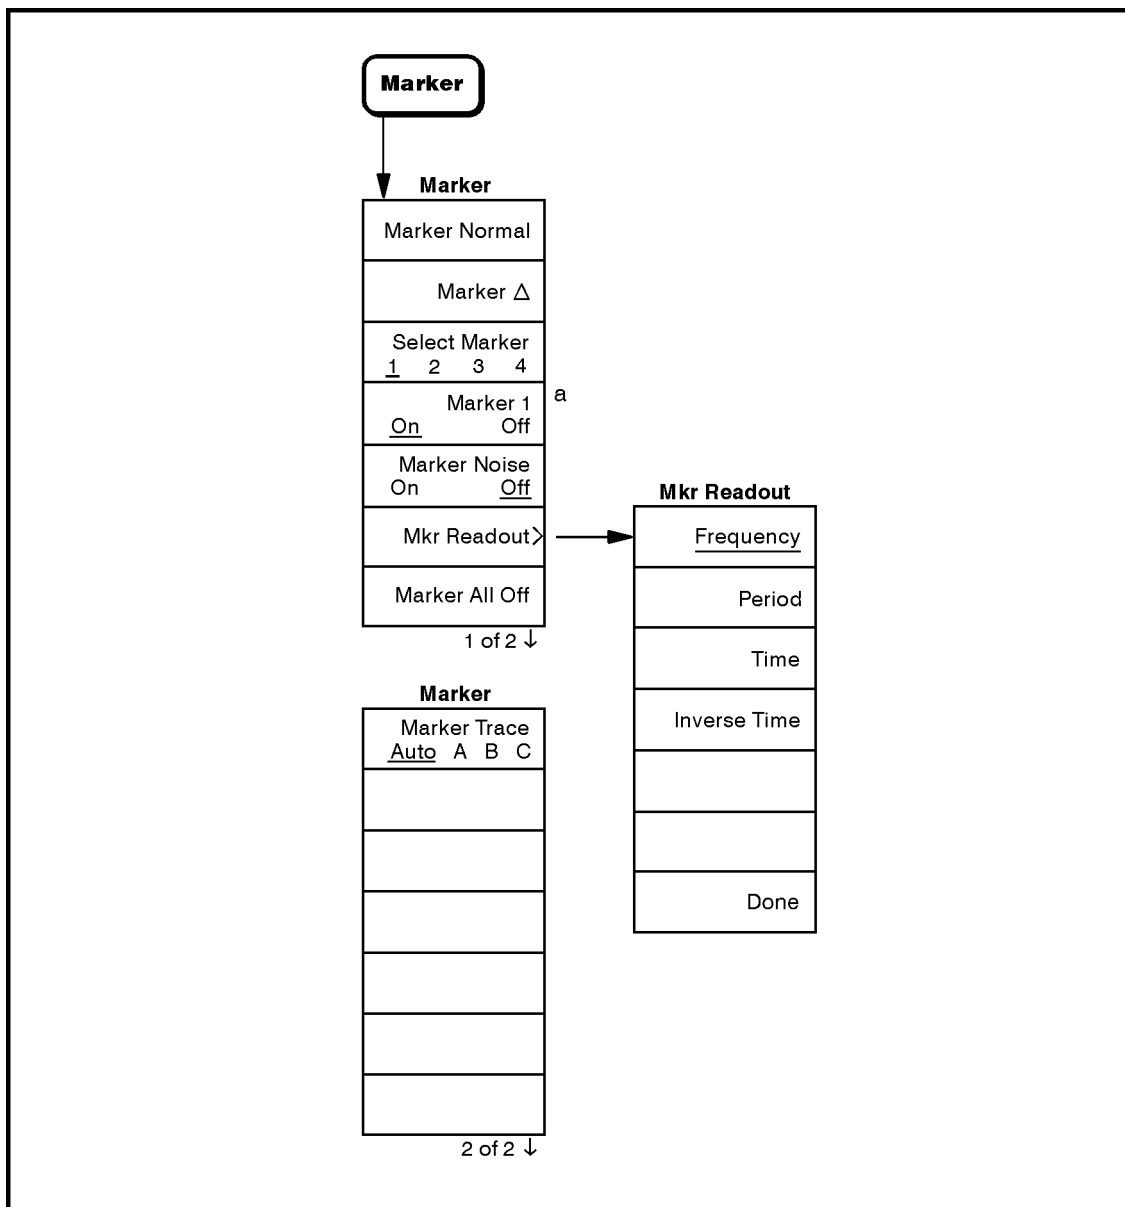 Marker
Marker
Marker Normal
Marker Δ
Select Marker
1 2 3 4
Marker 1
On Off
a
Marker Noise
On Off
Mkr Readout>
Marker All Off
1 of 2 ↓
Mkr Readout
Frequency
Period
Time
Inverse Time
Done
Marker
Marker Trace
Auto A B C
2 of 2 ↓